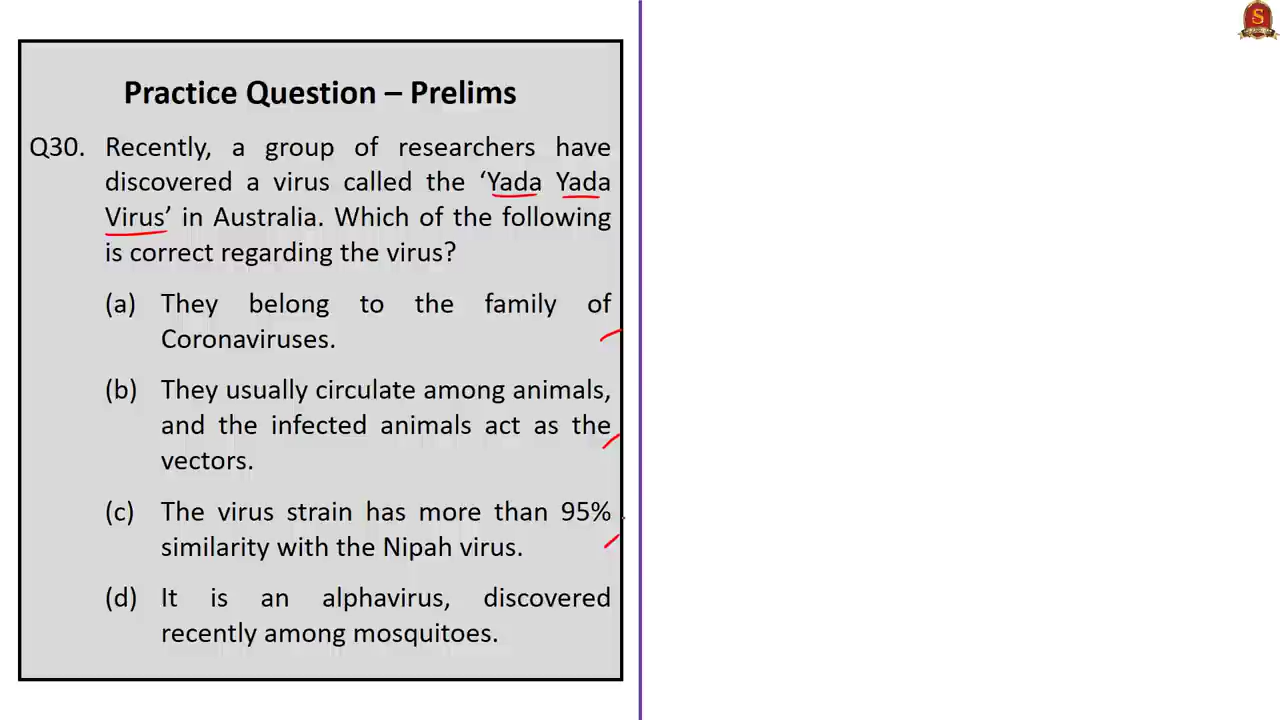 Practice Question – Prelims
Q30. Recently, a group of researchers have
discovered a virus called the ‘Yada Yada
Virus’ in Australia. Which of the following
is correct regarding the virus?
(a) They belong to the family of
Coronaviruses.
(b) They usually circulate among animals,
and the infected animals act as the
vectors.
(c) The virus strain has more than 95%
similarity with the Nipah virus.
(d) It is an alphavirus, discovered
recently among mosquitoes.
S